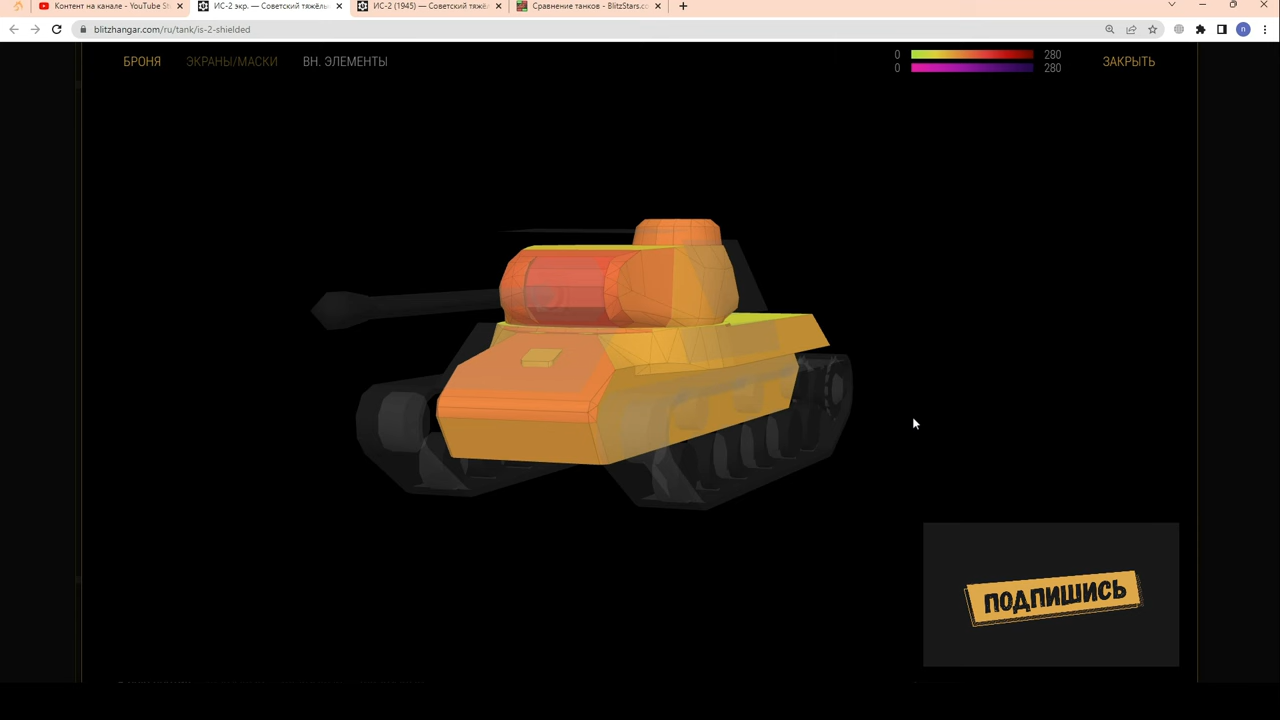 Контент на канале - YouTube St
ИС-2 экр. — Советский тяжёлы
ИС-2 (1945) — Советский тяжёл
Сравнение танков - BlitzStars.co
blitzhangar.com/ru/tank/is-2-shielded
n
БРОНЯ
ЭКРАНЫ/МАСКИ
ВН. ЭЛЕМЕНТЫ
0 280
0 280
ЗАКРЫТЬ
ПОДПИШИСЬ